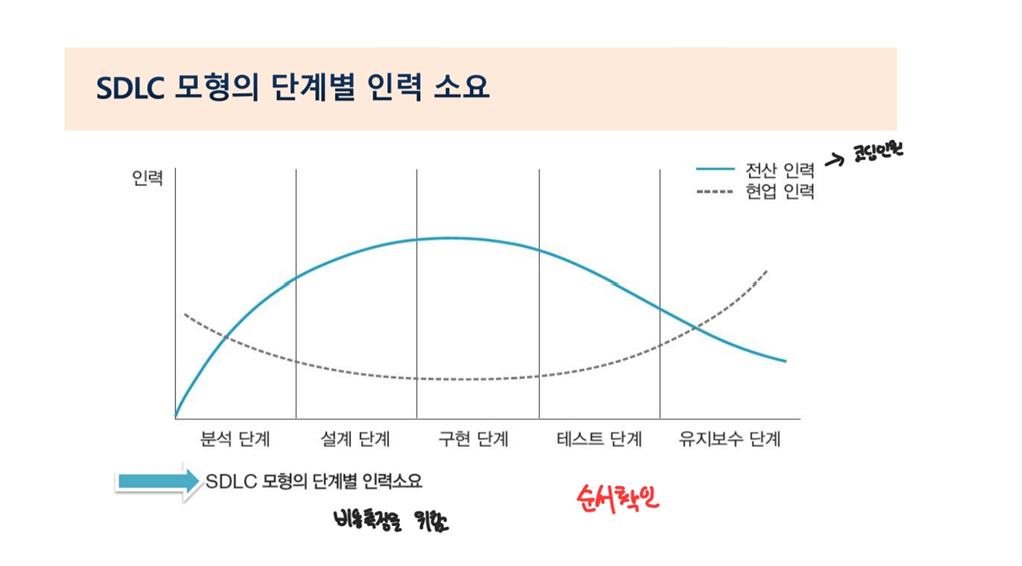 SDLC 모형의 단계별 인력 소요
코딩인원
인력
전산 인력
현업 인력
분석 단계
설계 단계
구현 단계
테스트 단계
유지보수 단계
SDLC 모형의 단계별 인력소요
순서확인
비용측정을 위함